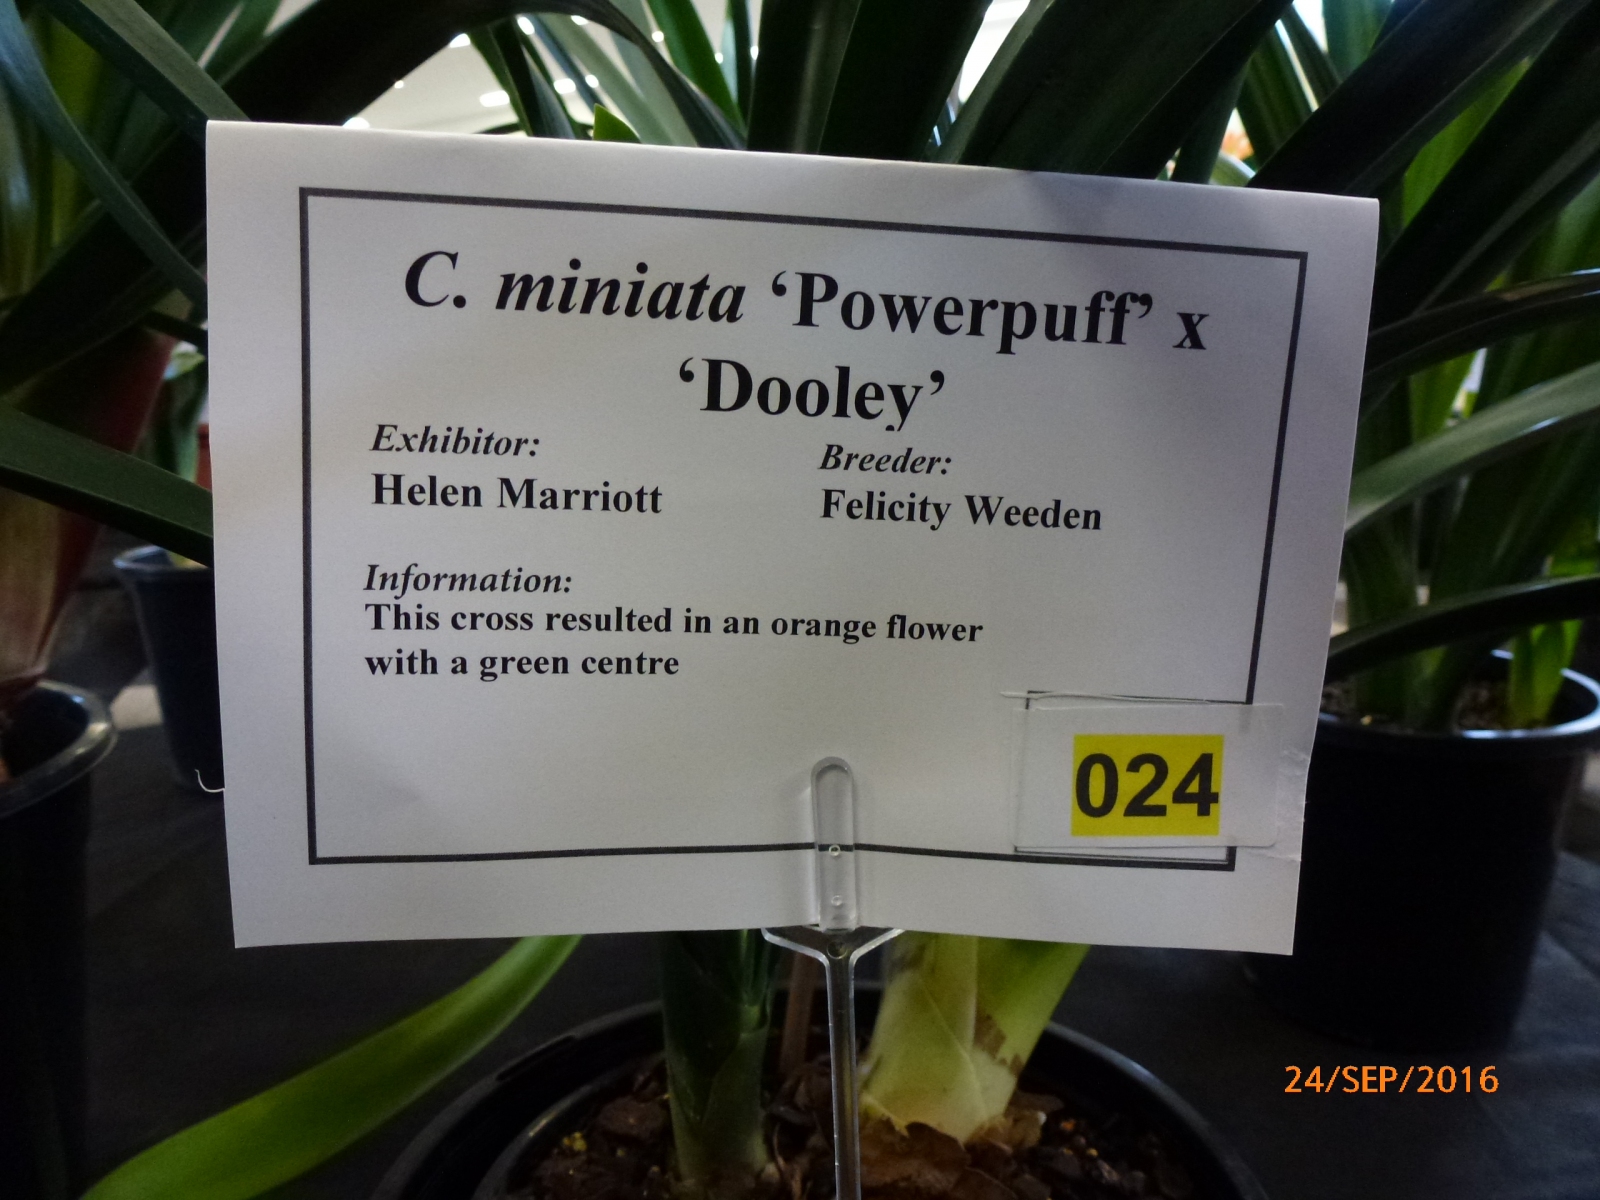 C. miniata ‘Powerpuff’ x
‘Dooley’
Exhibitor:
Helen Marriott
Breeder:
Felicity Weeden
Information:
This cross resulted in an orange flower
with a green centre
024
24/SEP/2016